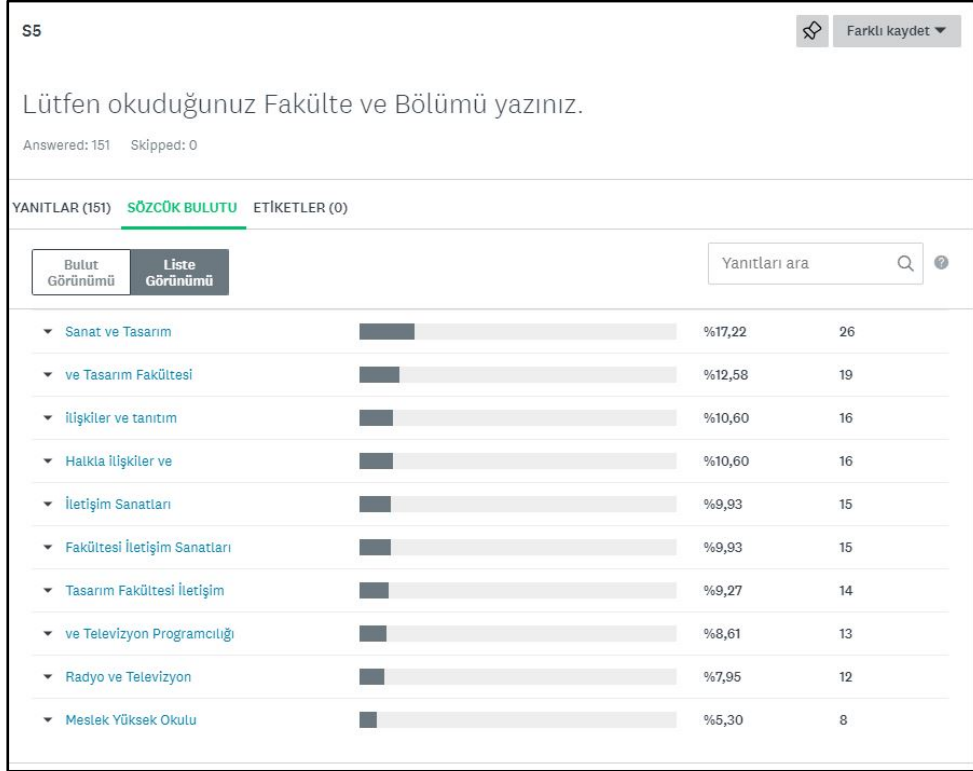 S5
Farklı kaydet
Lütfen okuduğunuz Fakülte ve Bölümü yazınız.
Answered: 151 Skipped: 0
YANITLAR (151) SÖZCÜK BULUTU ETİKETLER (0)
Bulut Görünümü Liste Görünümü Yanıtları ara
Sanat ve Tasarım %17,22 26
ve Tasarım Fakültesi %12,58 19
ilişkiler ve tanıtım %10,60 16
Halkla ilişkiler ve %10,60 16
İletişim Sanatları %9,93 15
Fakültesi İletişim Sanatları %9,93 15
Tasarım Fakültesi İletişim %9,27 14
ve Televizyon Programcılığı %8,61 13
Radyo ve Televizyon %7,95 12
Meslek Yüksek Okulu %5,30 8